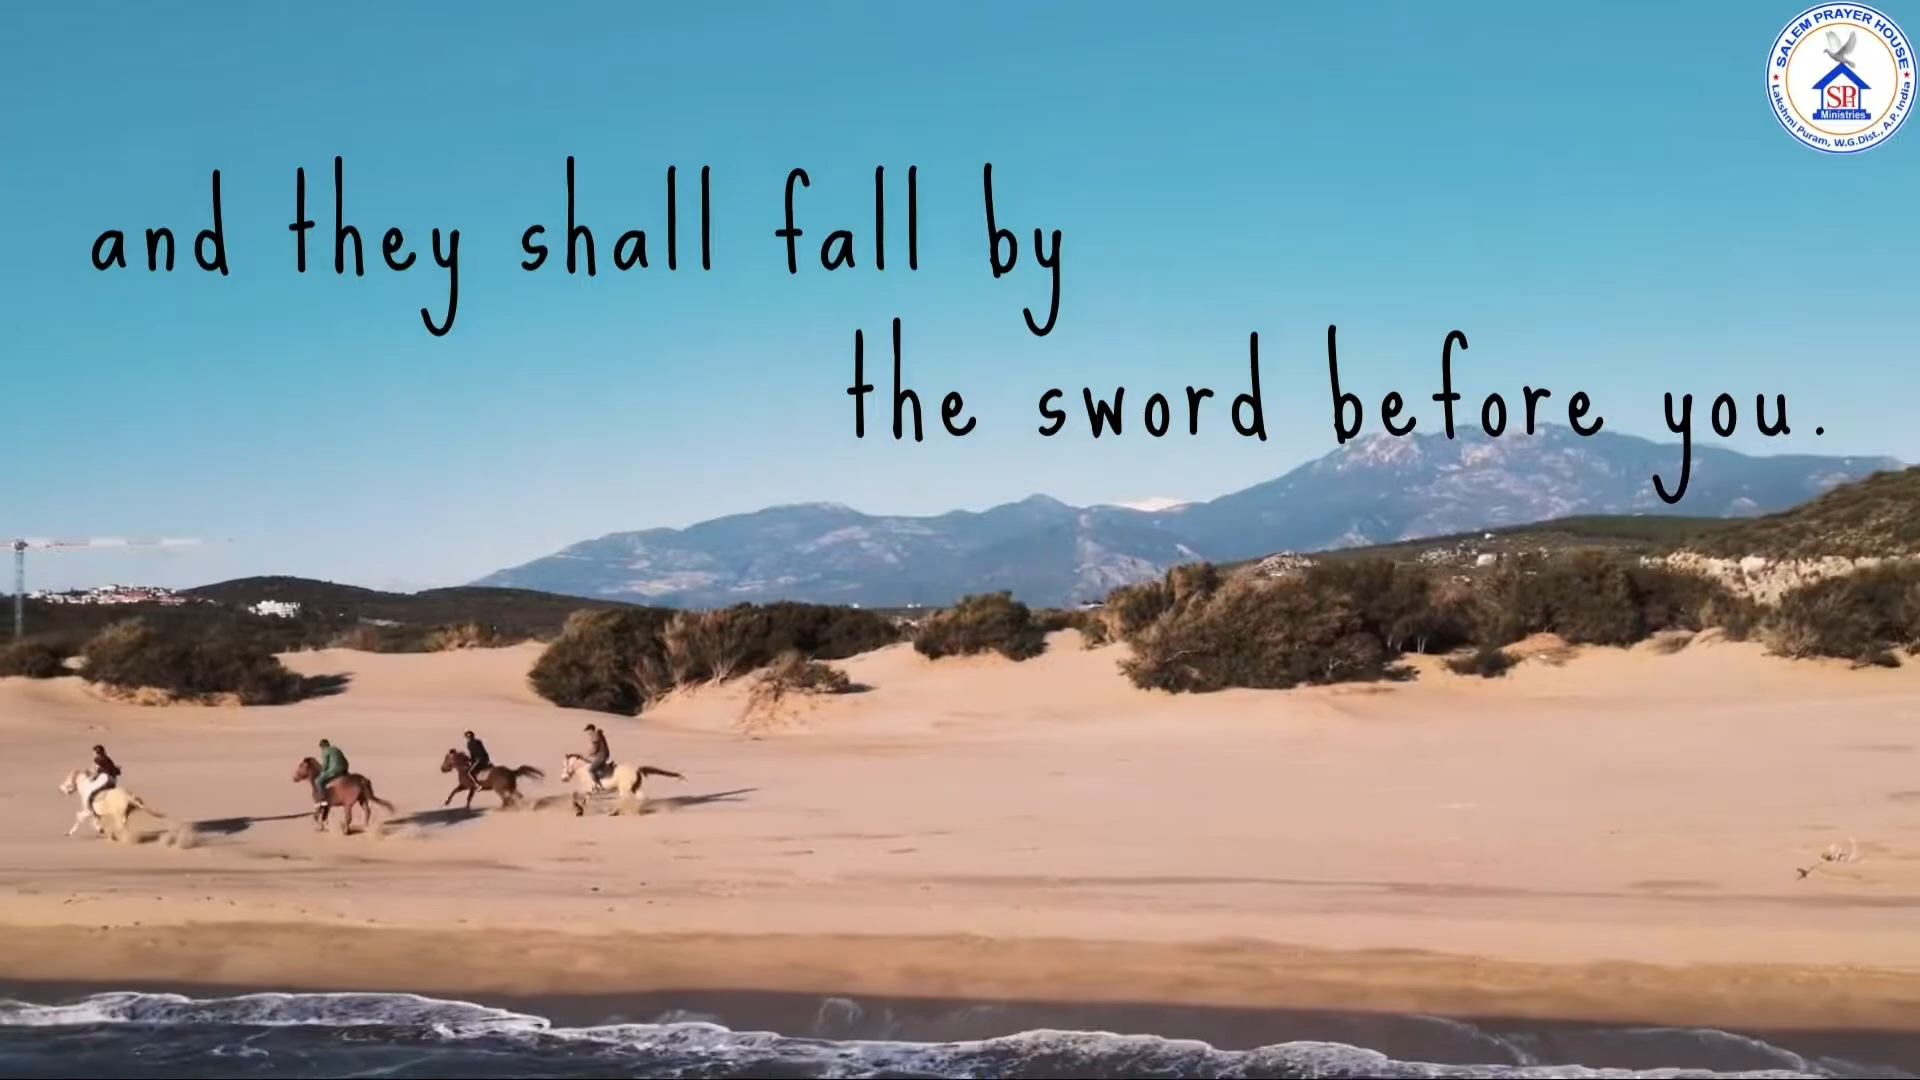 and they shall fall by
the sword before you.
SALEM PRAYER HOUSE
SPH
Ministries
Lakshmi Puram, W.G.Dist., A.P. India